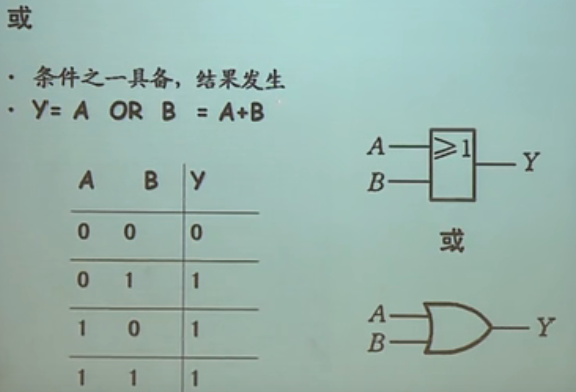 或
· 条件之一具备，结果发生
· Y= A OR B = A+B
A B Y
0 0 0
0 1 1
1 0 1
1 1 1
A ≥1 Y
B
或
A Y
B